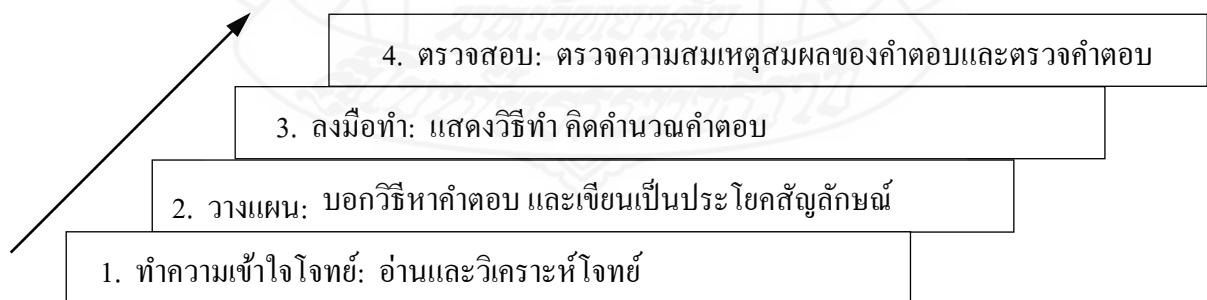 4. ตรวจสอบ: ตรวจความสมเหตุสมผลของคำตอบและตรวจคำตอบ
3. ลงมือทำ: แสดงวิธีทำ คิดคำนวณคำตอบ
2. วางแผน: บอกวิธีหาคำตอบ และเขียนเป็นประโยคสัญลักษณ์
1. ทำความเข้าใจโจทย์: อ่านและวิเคราะห์โจทย์